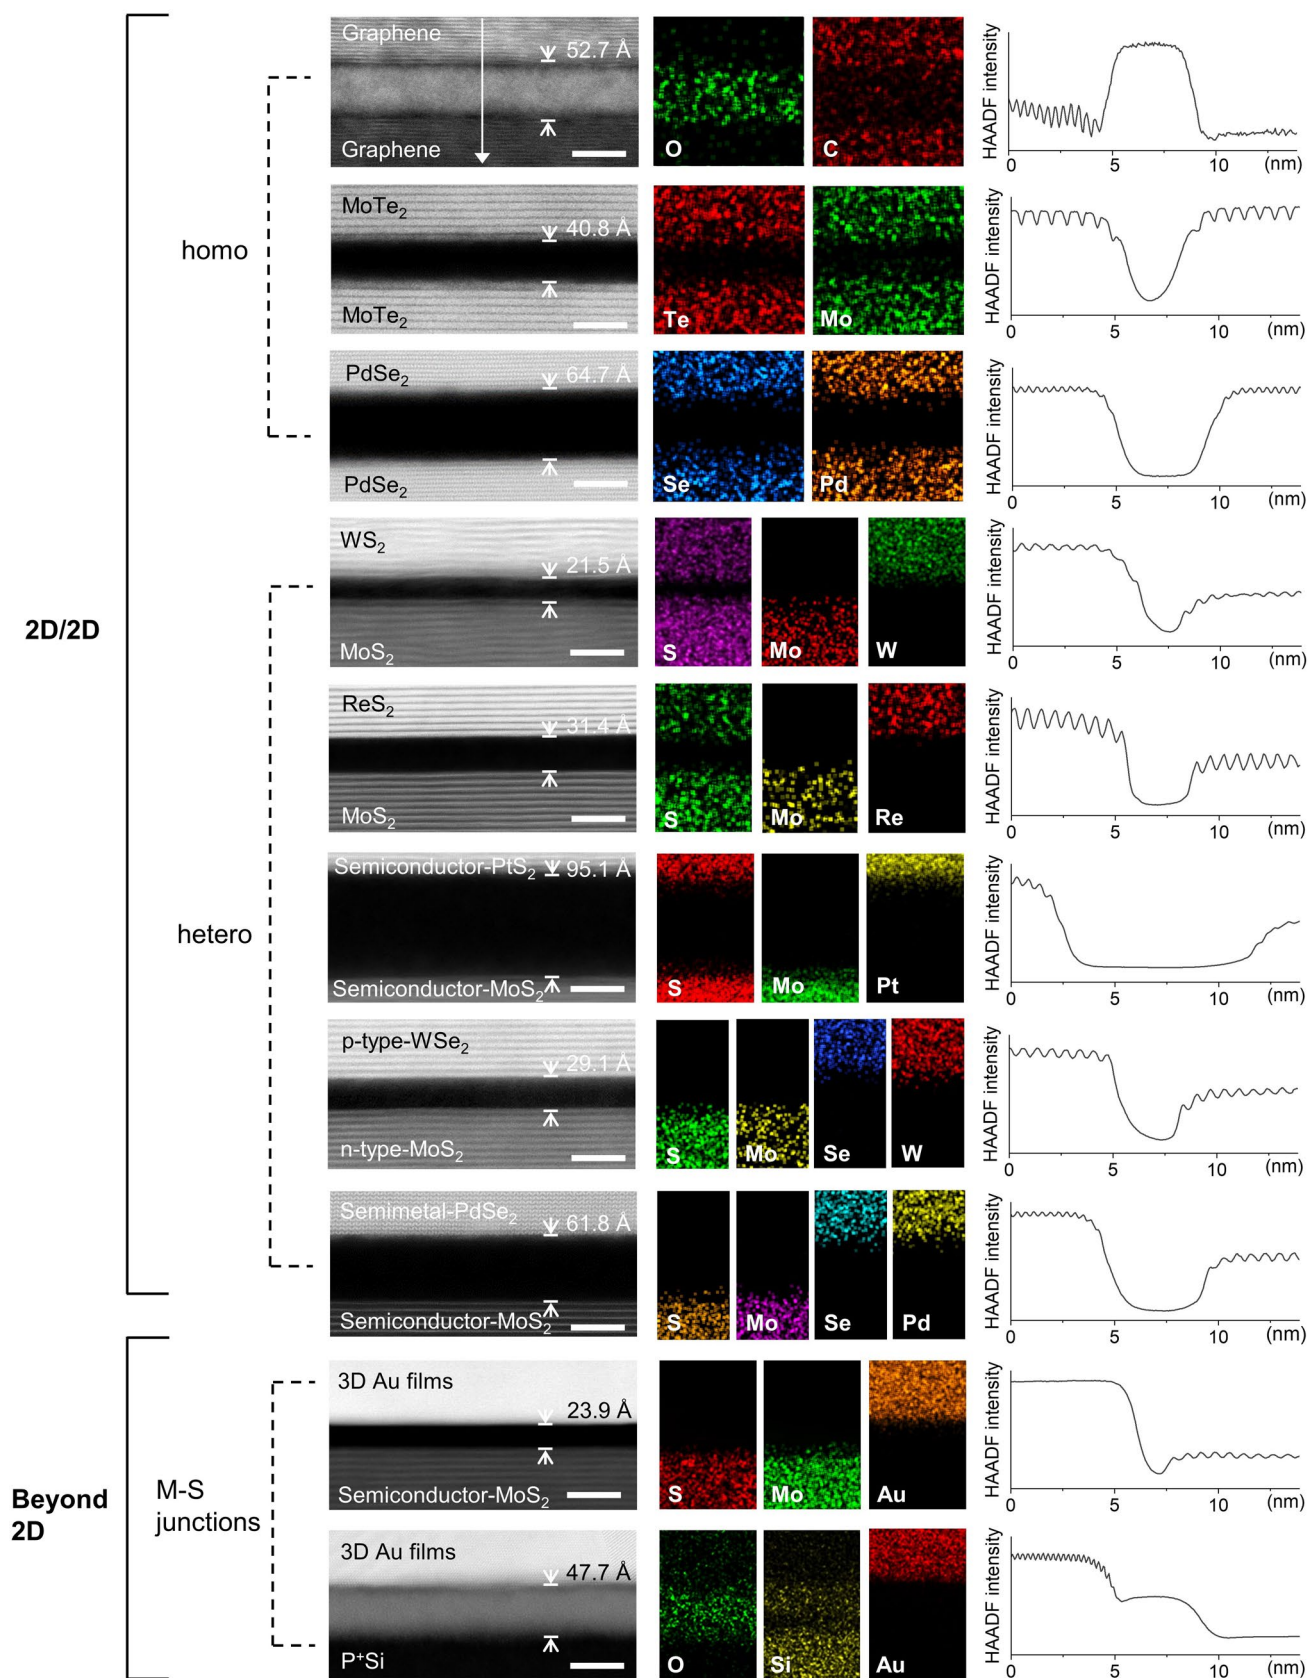 2D/2D
homo
Graphene
52.7 Å
Graphene
O
C
HAADF intensity
0 5 10 (nm)
MoTe₂
40.8 Å
MoTe₂
Te
Mo
HAADF intensity
0 5 10 (nm)
PdSe₂
64.7 Å
PdSe₂
Se
Pd
HAADF intensity
0 5 10 (nm)
hetero
WS₂
21.5 Å
MoS₂
S
Mo
W
HAADF intensity
0 5 10 (nm)
ReS₂
31.4 Å
MoS₂
S
Mo
Re
HAADF intensity
0 5 10 (nm)
Semiconductor-PtS₂
95.1 Å
Semiconductor-MoS₂
S
Mo
Pt
HAADF intensity
0 5 10 (nm)
p-type-WSe₂
29.1 Å
n-type-MoS₂
S
Mo
Se
W
HAADF intensity
0 5 10 (nm)
Semimetal-PdSe₂
61.8 Å
Semiconductor-MoS₂
S
Mo
Se
Pd
HAADF intensity
0 5 10 (nm)
Beyond
2D
M-S
junctions
3D Au films
23.9 Å
Semiconductor-MoS₂
S
Mo
Au
HAADF intensity
0 5 10 (nm)
3D Au films
47.7 Å
P⁺Si
O
Si
Au
HAADF intensity
0 5 10 (nm)